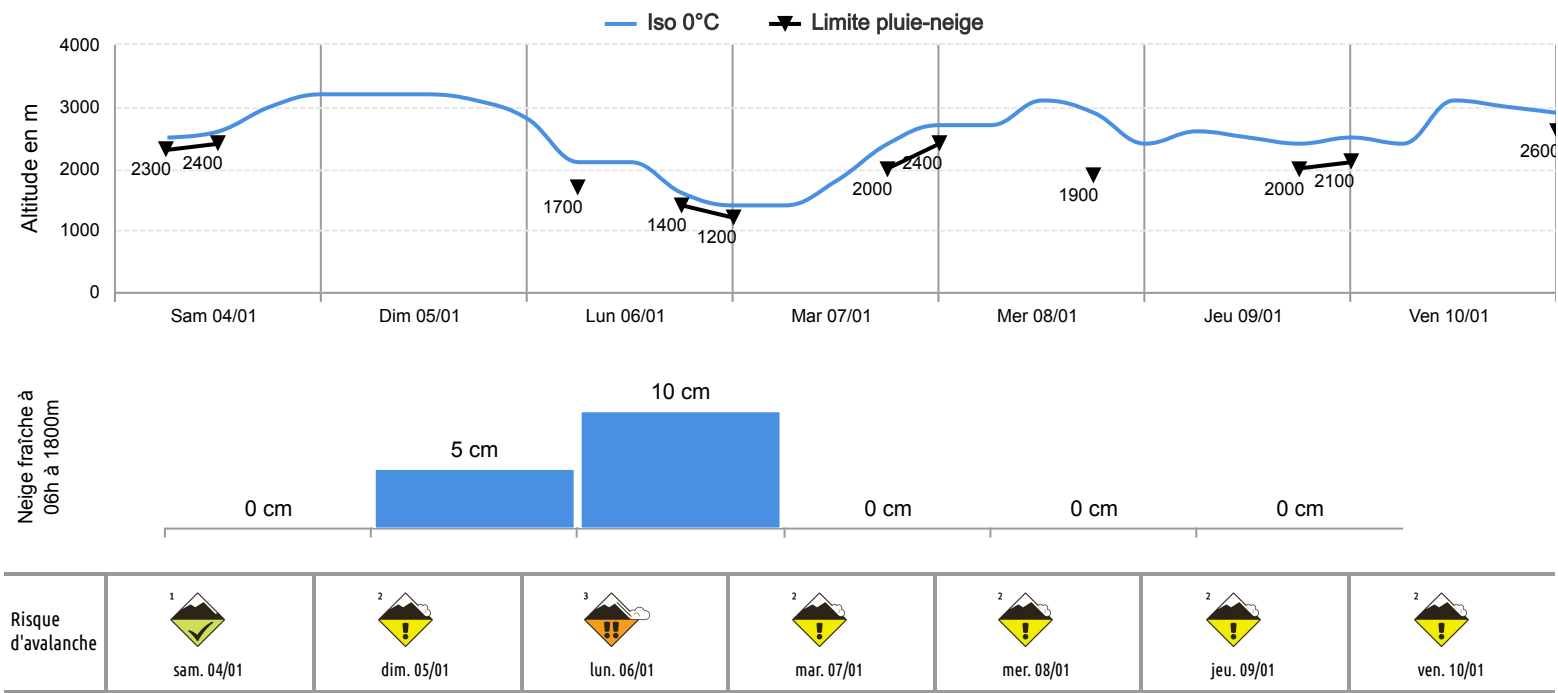 Iso 0°C Limite pluie-neige
Altitude en m
4000
3000
2000
1000
0
2300 2400 1700 1400 1200 2000 2400 1900 2000 2100 2600
Sam 04/01 Dim 05/01 Lun 06/01 Mar 07/01 Mer 08/01 Jeu 09/01 Ven 10/01
Neige fraîche à
06h à 1800m
0 cm 5 cm 10 cm 0 cm 0 cm 0 cm
Risque
d'avalanche
1 2 3 2 2 2 2
sam. 04/01 dim. 05/01 lun. 06/01 mar. 07/01 mer. 08/01 jeu. 09/01 ven. 10/01